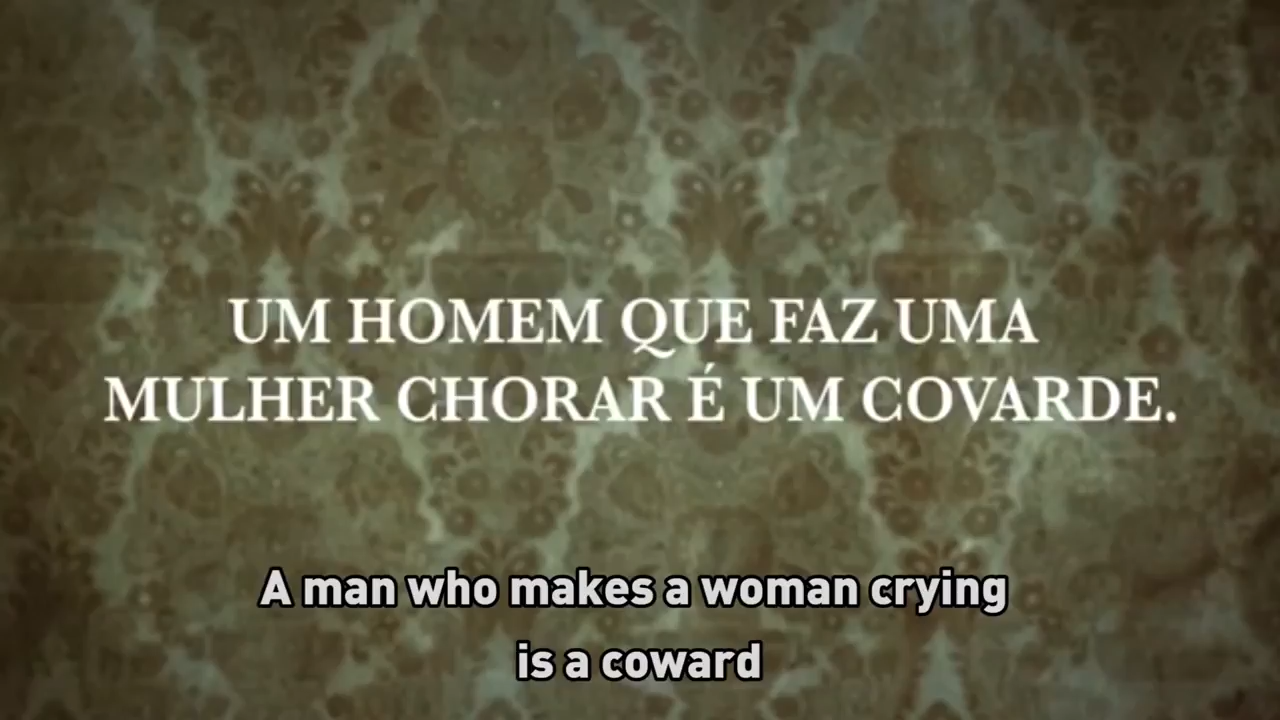 UM HOMEM QUE FAZ UMA
MULHER CHORAR É UM COVARDE.
A man who makes a woman crying
is a coward